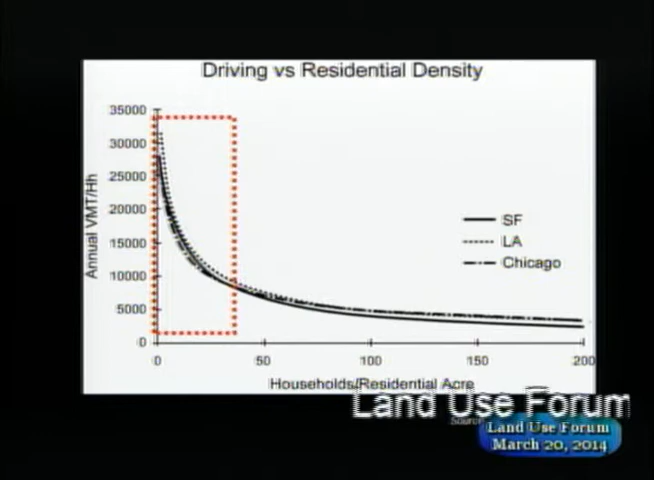 Driving vs Residential Density
35000
30000
25000
20000
15000
10000
5000
0
Annual VMT/Hh
SF
LA
Chicago
0 50 100 150 200
Households/Residential Acre
Land Use Forum
Source
Land Use Forum
March 20, 2014